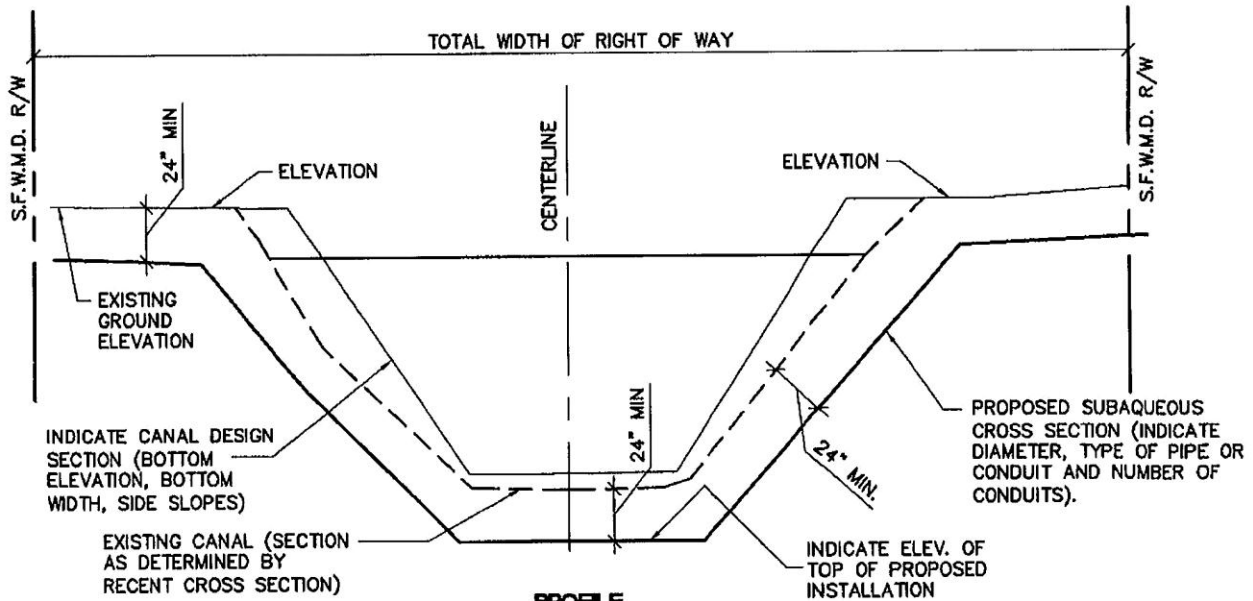 TOTAL WIDTH OF RIGHT OF WAY
S.F.W.M.D. R/W
24" MIN
ELEVATION
CENTERLINE
ELEVATION
S.F.W.M.D. R/W
EXISTING
GROUND
ELEVATION
INDICATE CANAL DESIGN
SECTION (BOTTOM
ELEVATION, BOTTOM
WIDTH, SIDE SLOPES)
24" MIN
24" MIN.
PROPOSED SUBAQUEOUS
CROSS SECTION (INDICATE
DIAMETER, TYPE OF PIPE OR
CONDUIT AND NUMBER OF
CONDUITS).
EXISTING CANAL (SECTION
AS DETERMINED BY
RECENT CROSS SECTION)
INDICATE ELEV. OF
TOP OF PROPOSED
INSTALLATION
PROFILE